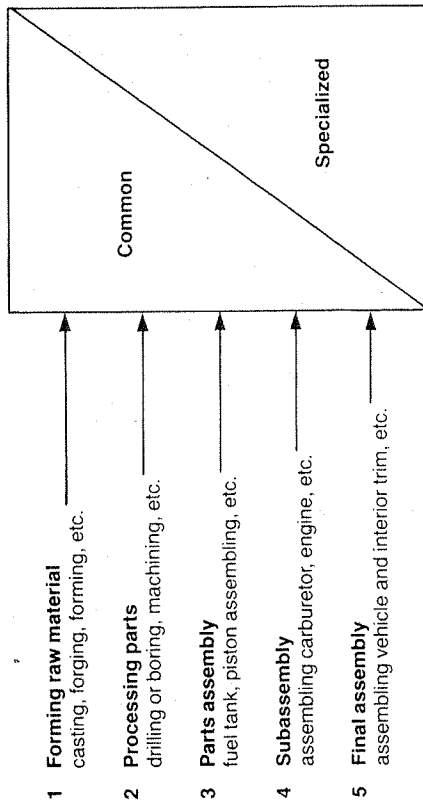 1 Forming raw material
casting, forging, forming, etc.
2 Processing parts
drilling or boring, machining, etc.
3 Parts assembly
fuel tank, piston assembling, etc.
4 Subassembly
assembling carburetor, engine, etc.
5 Final assembly
assembling vehicle and interior trim, etc.
Common
Specialized